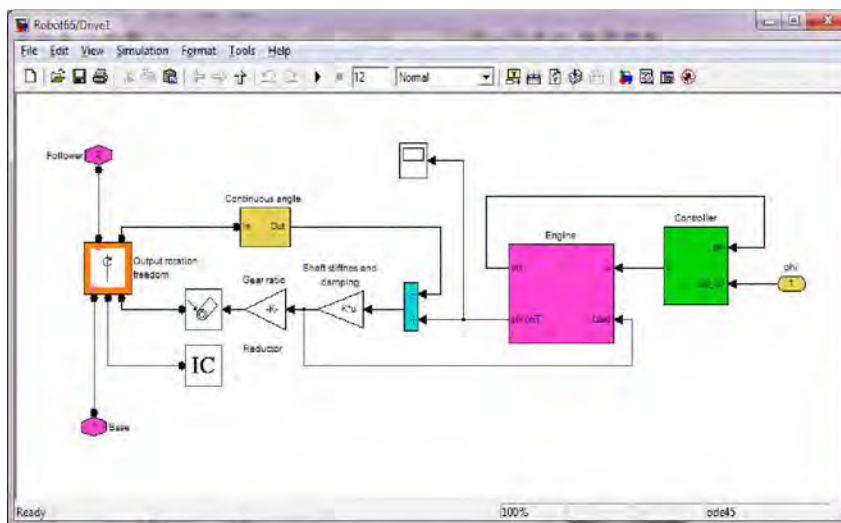 Robot66/Drive1
File Edit View Simulation Format Tools Help
12 Normal
Follower
Continuous angle
In Out
Controller
Engine
Output rotation
freedom
Shaft stiffnes and
damping
Gear ratio
phi
1
-K-
K*u
Load
Reductor
IC
Base
Ready 100% ode45